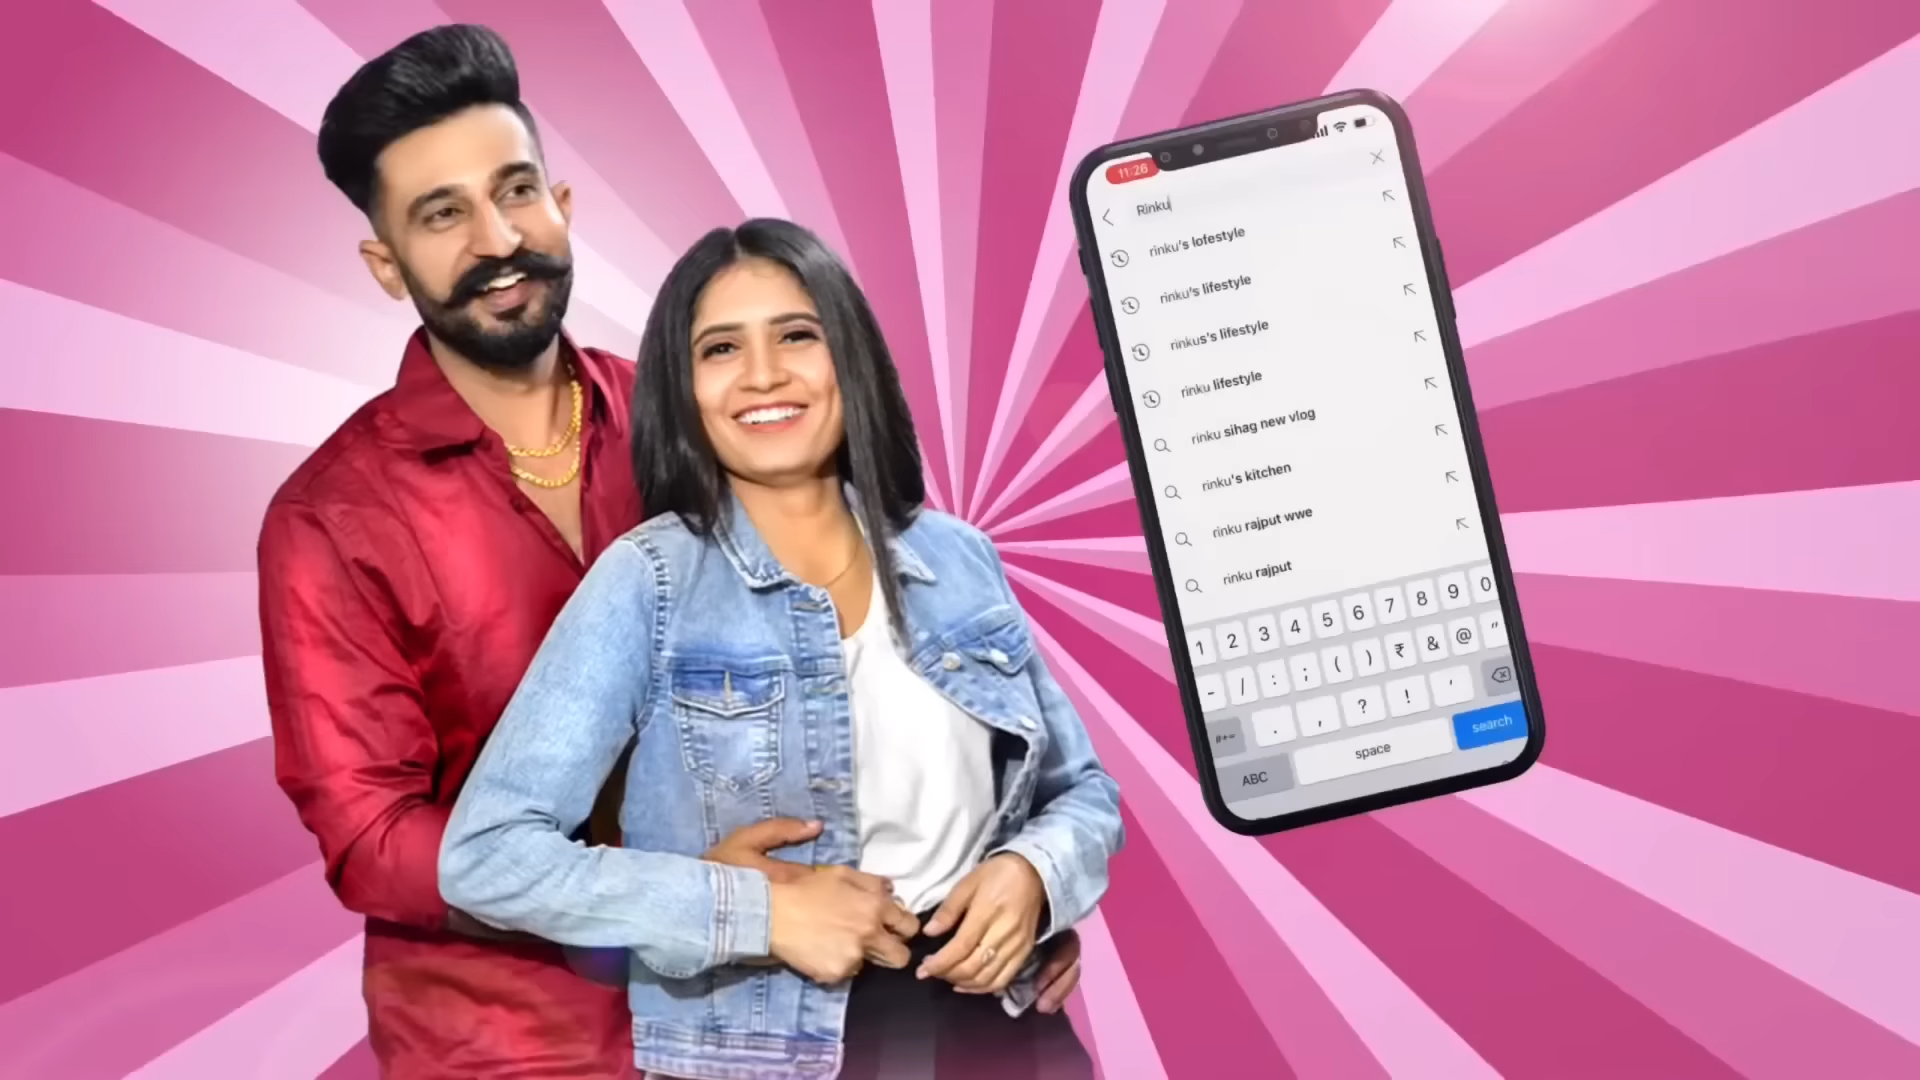 11:26
Rinku
rinku's lofestyle
rinku's lifestyle
rinkus's lifestyle
rinku lifestyle
rinku sihag new vlog
rinku's kitchen
rinku rajput wwe
rinku rajput
1 2 3 4 5 6 7 8 9 0
- / : ; ( ) ₹ & @ "
#+= . , ? ! '
ABC space search